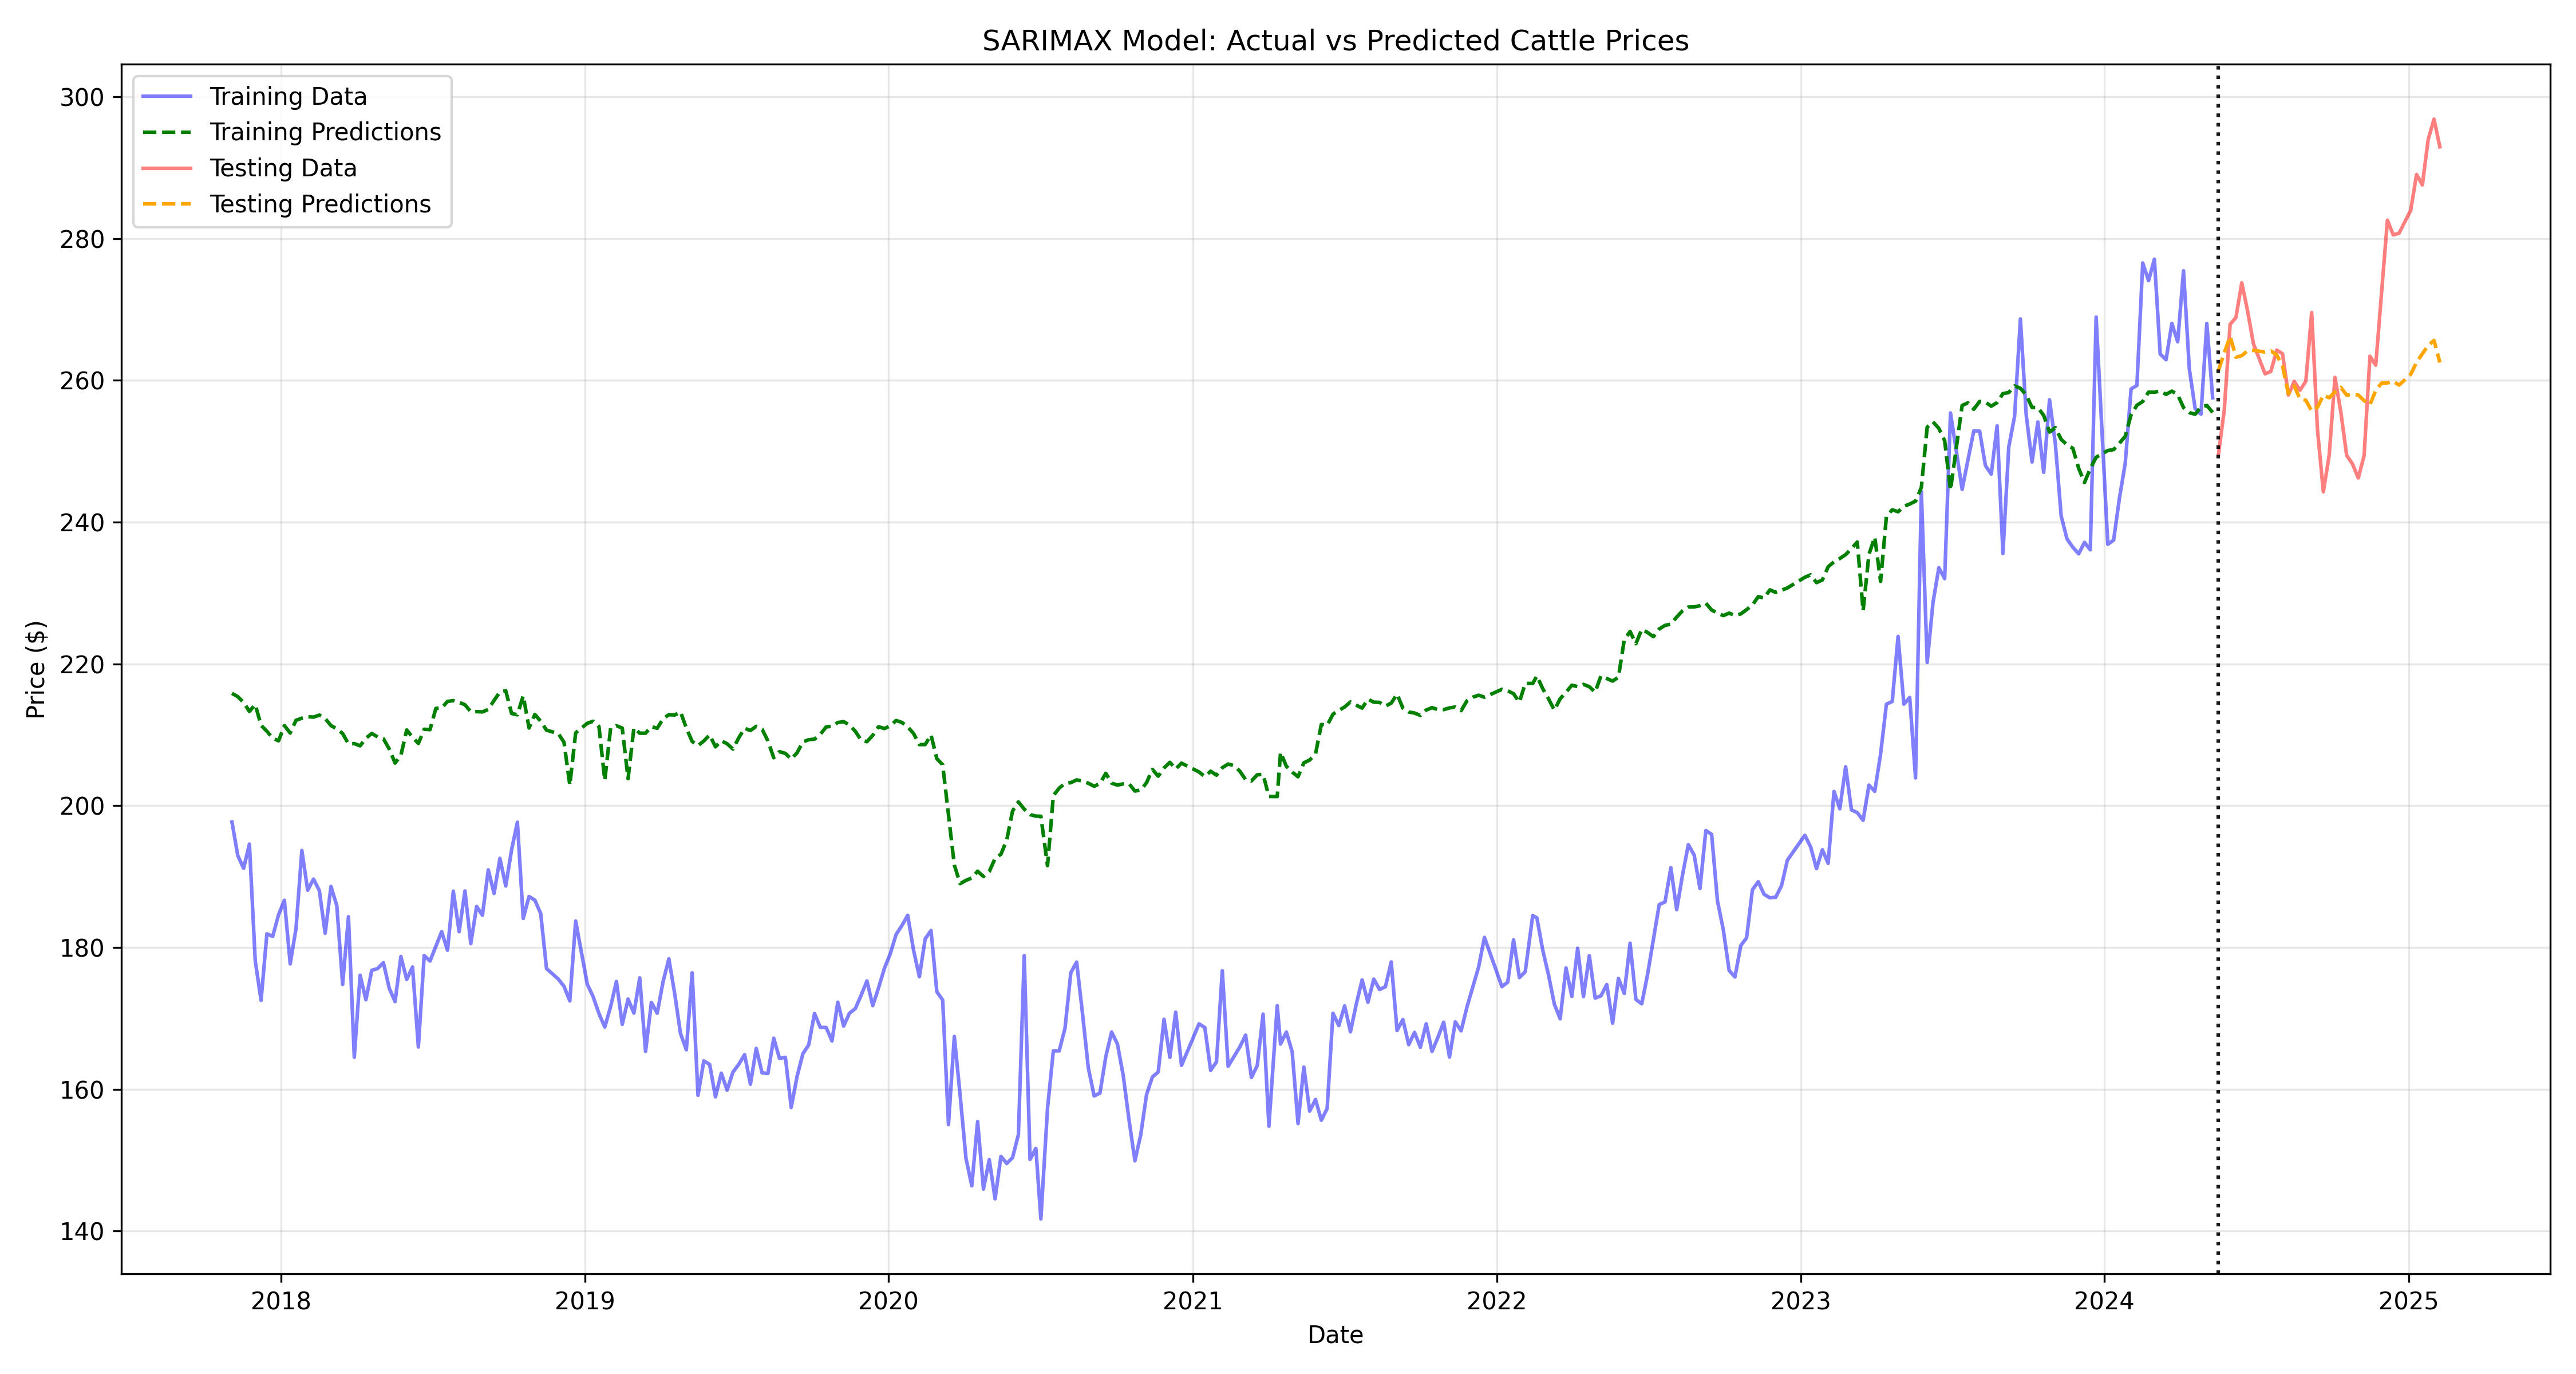 SARIMAX Model: Actual vs Predicted Cattle Prices
Training Data
Training Predictions
Testing Data
Testing Predictions
300
280
260
240
220
200
180
160
140
Price ($)
2018
2019
2020
2021
2022
2023
2024
2025
Date